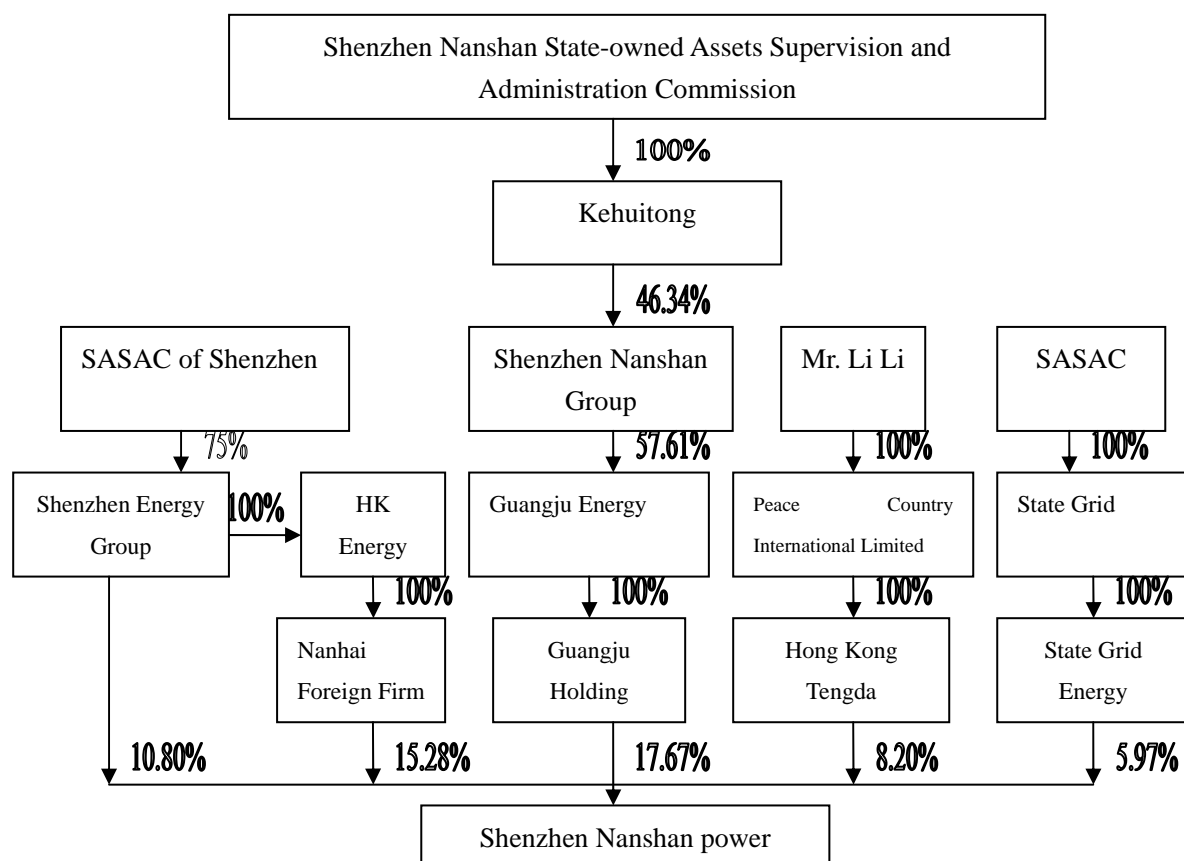 Shenzhen Nanshan State-owned Assets Supervision and
Administration Commission
100%
Kehuitong
46.34%
SASAC of Shenzhen
Shenzhen Nanshan
Group
Mr. Li Li
SASAC
75%
57.61%
100%
100%
Shenzhen Energy
Group
100%
HK
Energy
Guangju Energy
Peace Country
International Limited
State Grid
100%
100%
100%
100%
Nanhai
Foreign Firm
Guangju
Holding
Hong Kong
Tengda
State Grid
Energy
10.80%
15.28%
17.67%
8.20%
5.97%
Shenzhen Nanshan power